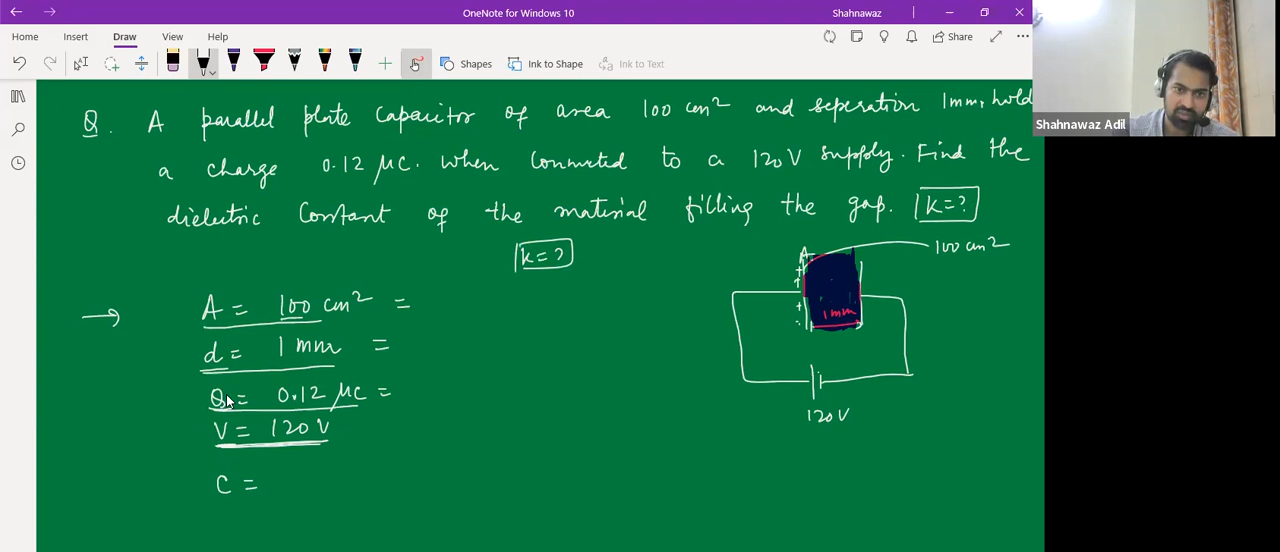 OneNote for Windows 10
Shahnawaz
Home Insert Draw View Help
Share
Shapes
Ink to Shape
Ink to Text
Shahnawaz Adil
Q. A parallel plate capacitor of area 100 cm² and seperation 1mm, hold
a charge 0.12 μC. when connected to a 120V supply. Find the
dielectric constant of the material filling the gap. k=?
k=?
A
100 cm²
+
+
+
1mm
120V
→ A = 100 cm² =
d = 1 mm =
Q = 0.12 μC =
V = 120 V
C =